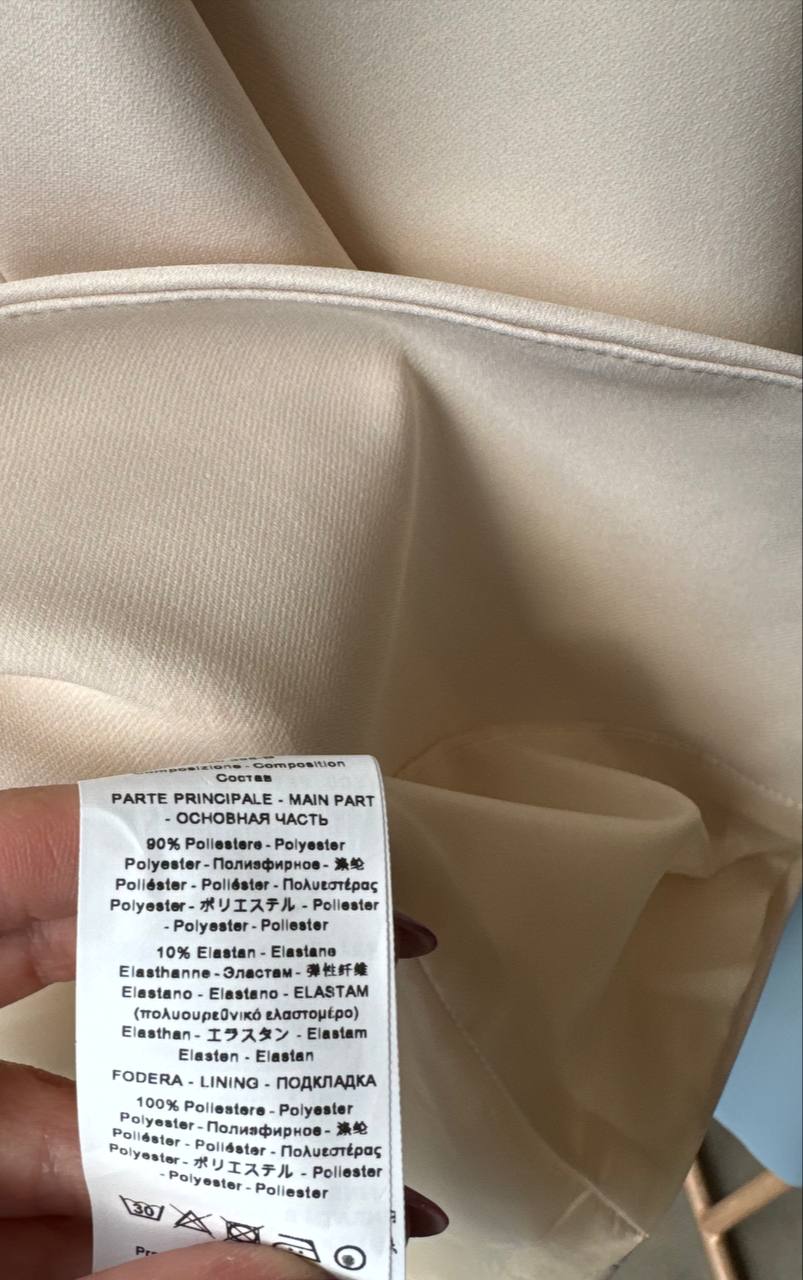 Composizione - Composition
Состав
PARTE PRINCIPALE - MAIN PART
- ОСНОВНАЯ ЧАСТЬ
90% Poliestere - Polyester
Polyester - Полиэфирное - 涤纶
Poliéster - Poliéster - Πολυεστέρας
Polyester - ポリエステル - Poliester
- Polyester - Poliester
10% Elastan - Elastane
Elasthanne - Эластам - 弹性纤维
Elastano - Elastano - ELASTAM
(πολυουρεθνικό ελαστομέρο)
Elasthan - エラスタン - Elastam
Elasten - Elastan
FODERA - LINING - ПОДКЛАДКА
100% Poliestere - Polyester
Polyester - Полиэфирное - 涤纶
Poliéster - Poliéster - Πολυεστέρας
Polyester - ポリエステル - Poliester
- Polyester - Poliester
30